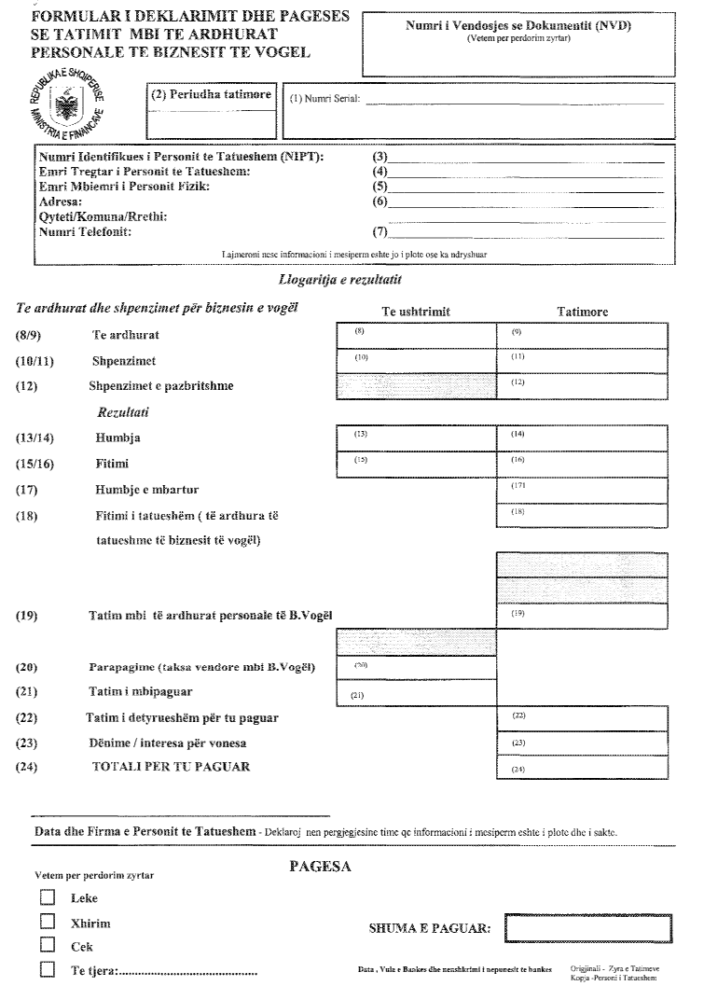 FORMULAR I DEKLARIMIT DHE PAGESES
SE TATIMIT MBI TE ARDHURAT
PERSONALE TE BIZNESIT TE VOGEL
Numri i Vendosjes se Dokumentit (NVD)
(Vetem per perdorim zyrtar)
REPUBLIKA E SHQIPERISE
MINISTRIA E FINANCAVE
(2) Periudha tatimore
(1) Numri Serial:
Numri Identifikues i Personit te Tatueshem (NIPT): (3)
Emri Tregtar i Personit te Tatueshem: (4)
Emri Mbiemri i Personit Fizik: (5)
Adresa: (6)
Qyteti/Komuna/Rrethi:
Numri Telefonit: (7)
Lajmeroni nese informacioni i mesiperm eshte jo i plote ose ka ndryshuar
Llogaritja e rezultatit
Te ardhurat dhe shpenzimet për biznesin e vogël Te ushtrimit Tatimore
(8/9) Te ardhurat (8) (9)
(10/11) Shpenzimet (10) (11)
(12) Shpenzimet e pazbritshme (12)
Rezultati
(13/14) Humbja (13) (14)
(15/16) Fitimi (15) (16)
(17) Humbje e mbartur (171
(18) Fitimi i tatueshëm ( të ardhura të (18)
tatueshme të biznesit të vogël)
(19) Tatim mbi të ardhurat personale të B.Vogël (19)
(20) Parapagime (taksa vendore mbi B.Vogël) (20)
(21) Tatim i mbipaguar (21)
(22) Tatim i detyrueshëm për tu paguar (22)
(23) Dënime / interesa për vonesa (23)
(24) TOTALI PER TU PAGUAR (24)
Data dhe Firma e Personit te Tatueshem - Deklaroj nen pergjegjesine time qe informacioni i mesiperm eshte i plote dhe i sakte.
PAGESA
Vetem per perdorim zyrtar
Leke
Xhirim
SHUMA E PAGUAR:
Cek
Te tjera:..........................................
Data , Vula e Bankes dhe nenshkrimi i nepunesit te bankes
Origjinali - Zyra e Tatimeve
Kopja -Personi i Tatueshem